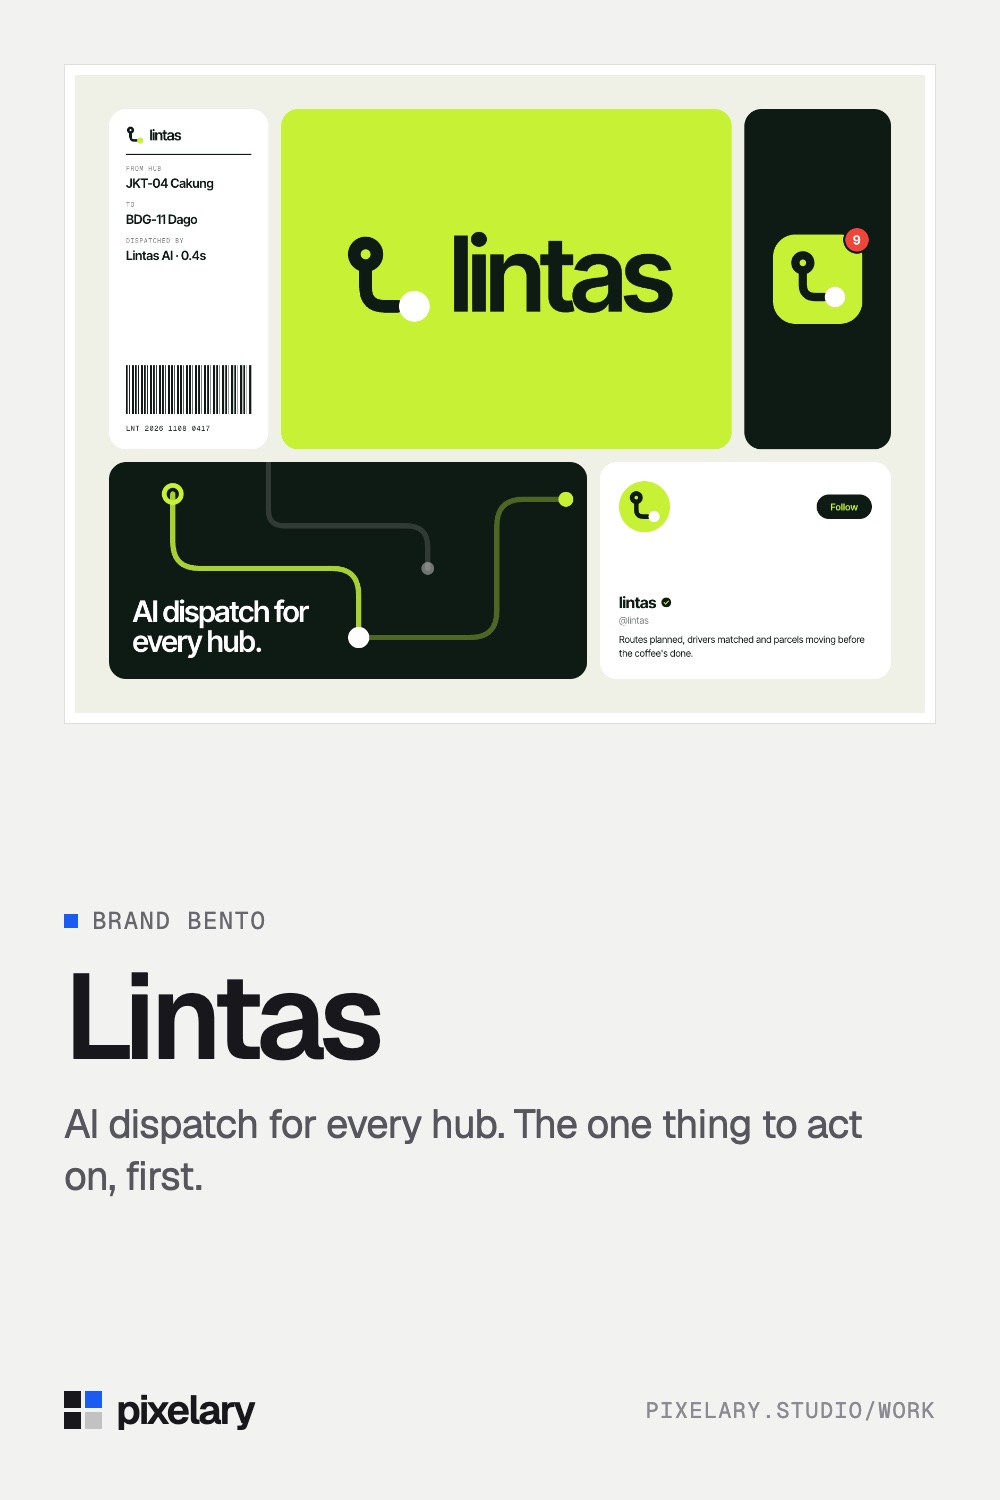 lintas
FROM HUB
JKT-04 Cakung
TO
BDG-11 Dago
DISPATCHED BY
Lintas AI · 0.4s
LNT 2026 1108 0417
lintas
9
AI dispatch for
every hub.
Follow
lintas
@lintas
Routes planned, drivers matched and parcels moving before
the coffee's done.
BRAND BENTO
Lintas
AI dispatch for every hub. The one thing to act
on, first.
pixelary
PIXELARY.STUDIO/WORK